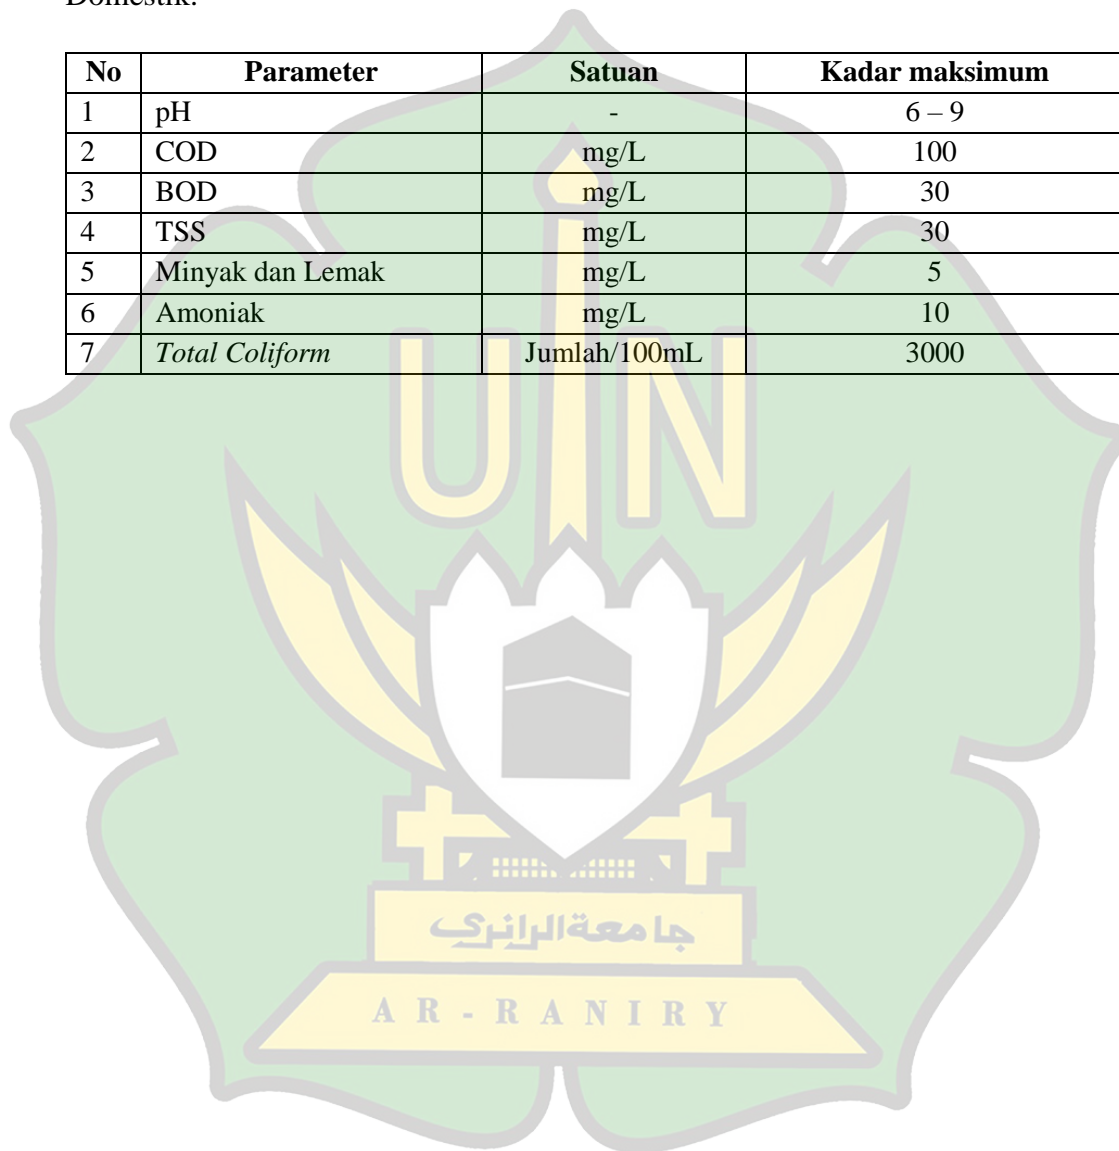 Domestik.
No Parameter Satuan Kadar maksimum
1 pH - 6 – 9
2 COD mg/L 100
3 BOD mg/L 30
4 TSS mg/L 30
5 Minyak dan Lemak mg/L 5
6 Amoniak mg/L 10
7 Total Coliform Jumlah/100mL 3000
UIN
جامعةالرانري
AR-RANIRY